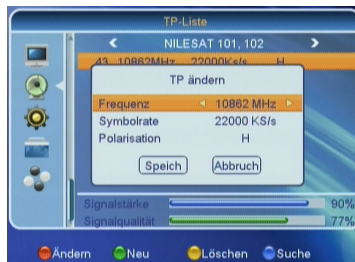 TP-Liste
NILESAT 101, 102
43 10862MHz 22000Ks/s H
TP ändern
Frequenz 10862 MHz
Symbolrate 22000 KS/s
Polarisation H
Speich Abbruch
Signalstärke 90%
Signalqualität 77%
Ändern Neu Löschen Suche